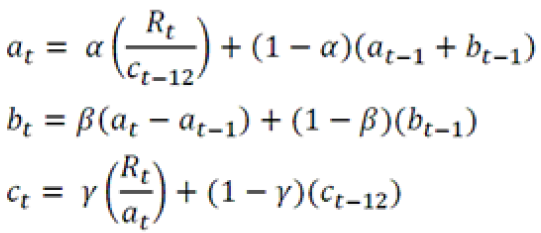 a_t = α(R_t / c_{t−12}) + (1 − α)(a_{t−1} + b_{t−1})
b_t = β(a_t − a_{t−1}) + (1 − β)(b_{t−1})
c_t = γ(R_t / a_t) + (1 − γ)(c_{t−12})